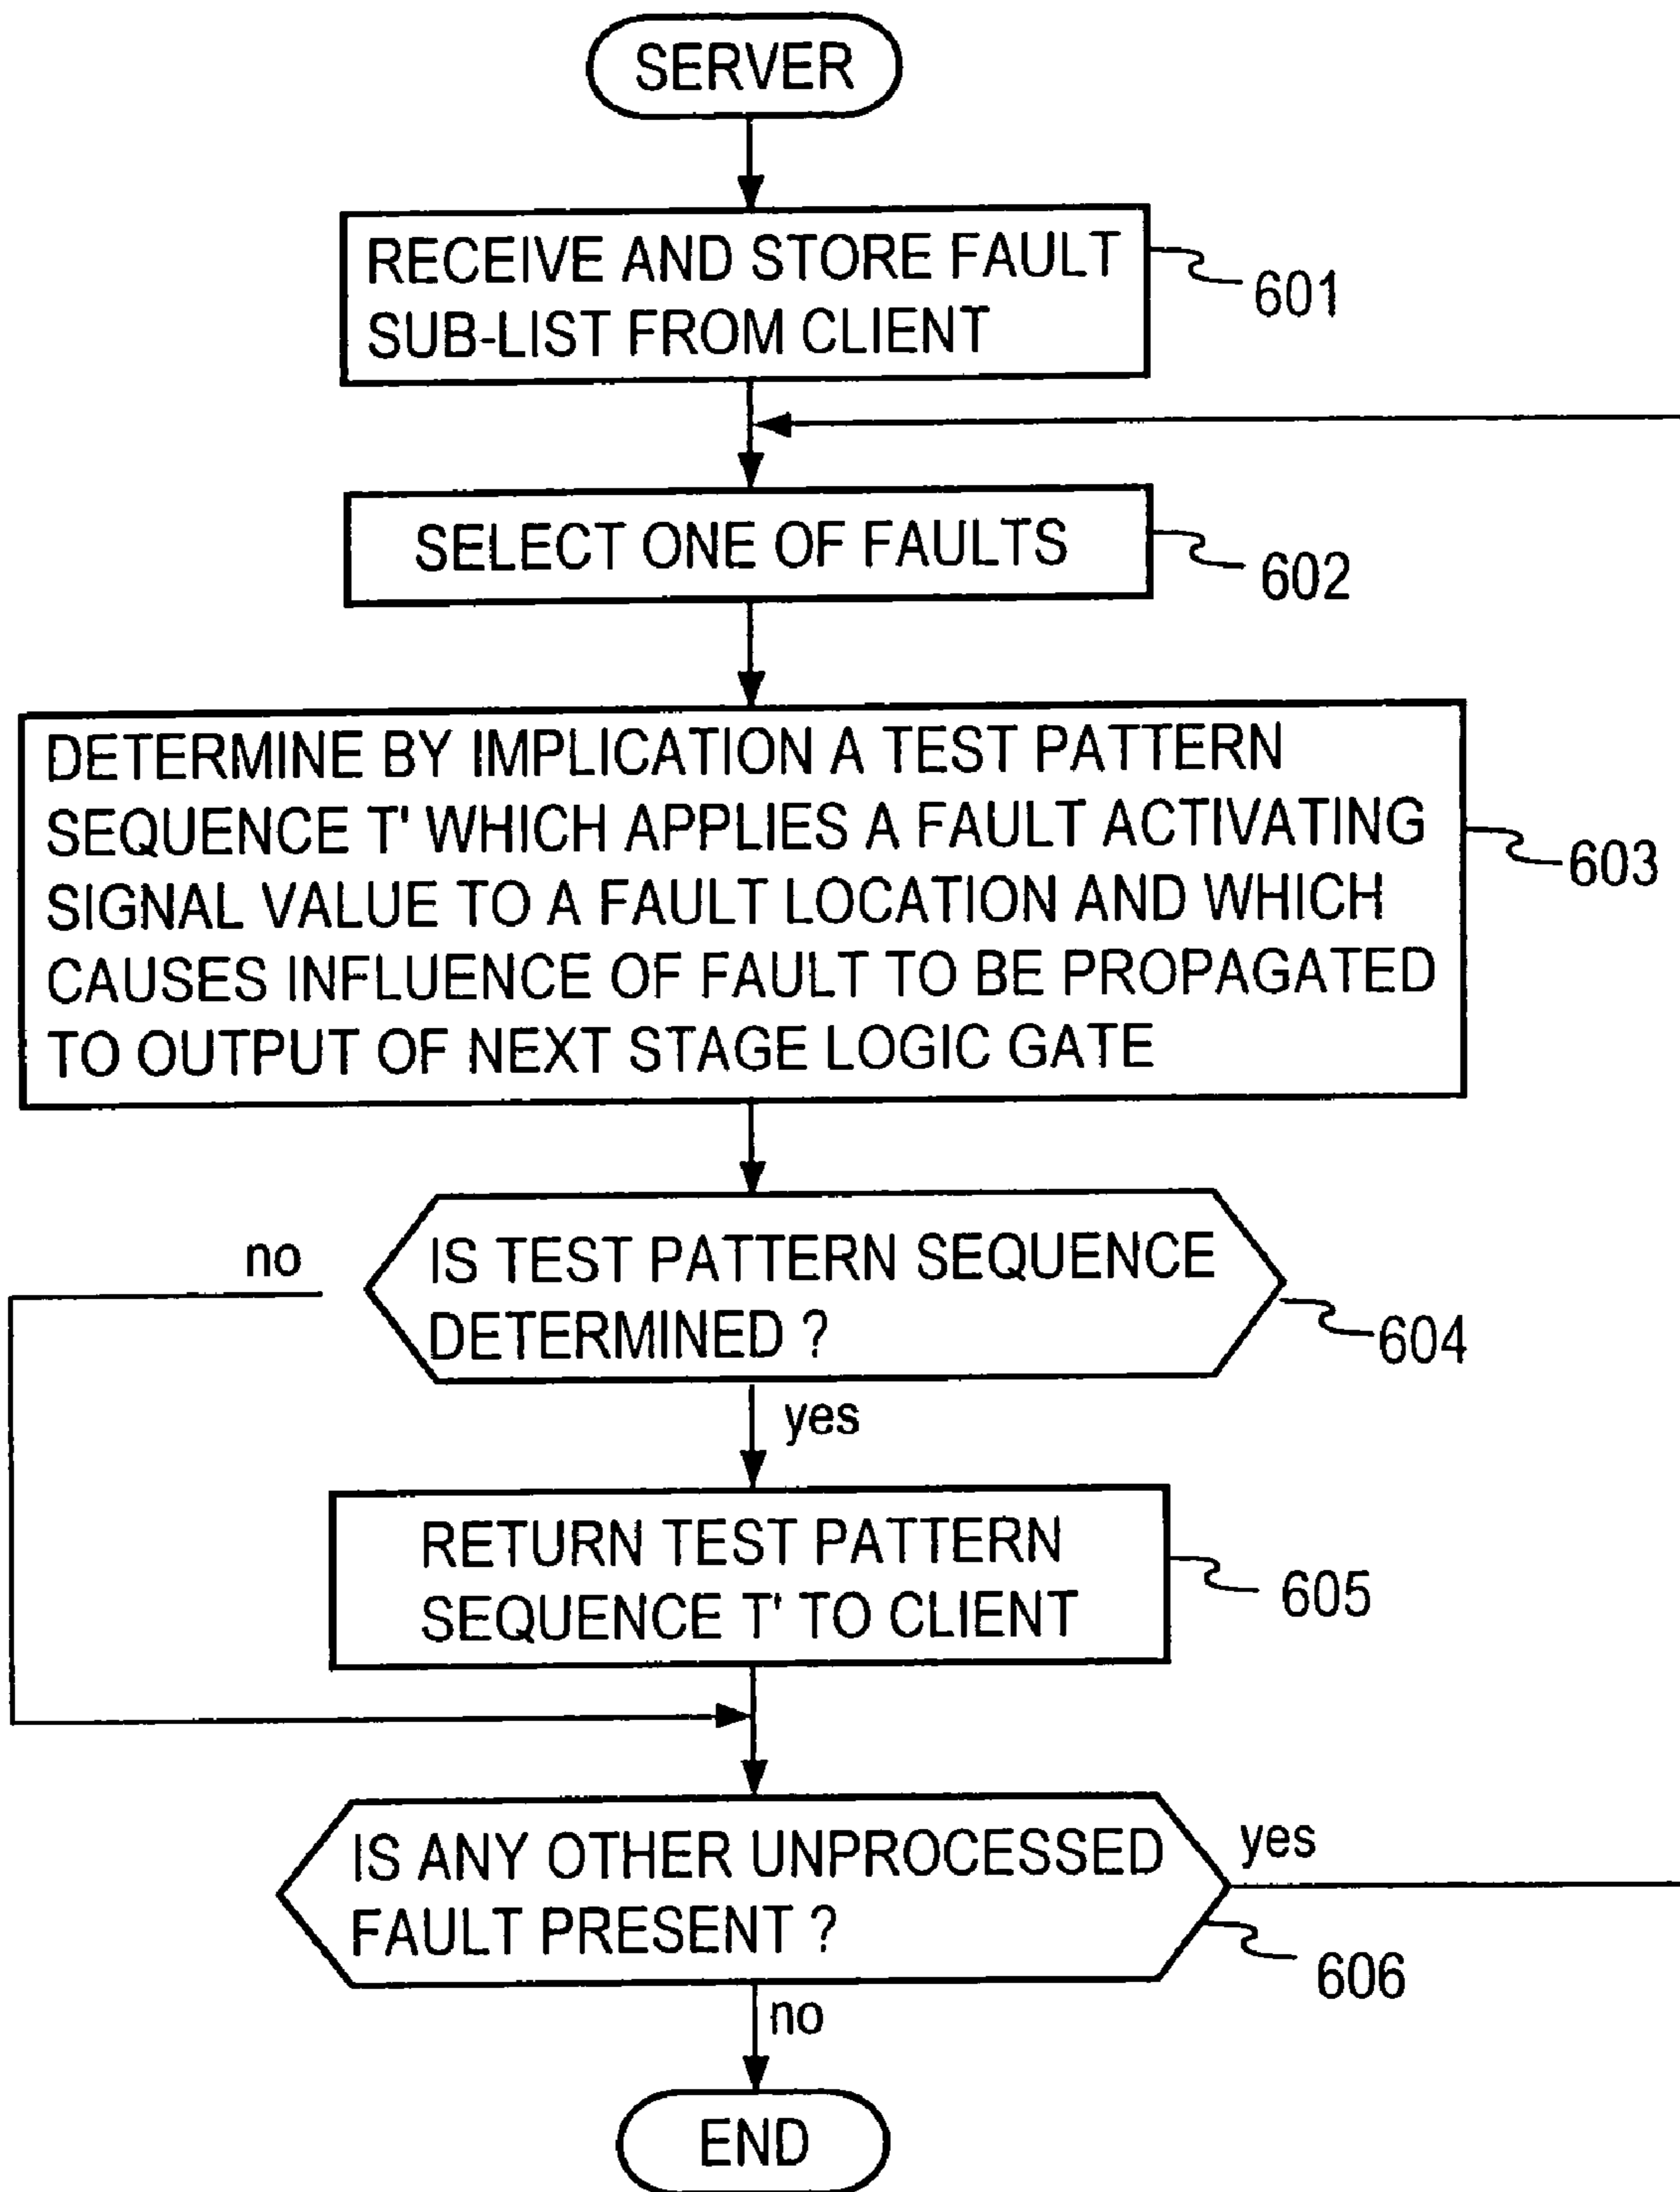 SERVER
RECEIVE AND STORE FAULT
SUB-LIST FROM CLIENT
601
SELECT ONE OF FAULTS
602
DETERMINE BY IMPLICATION A TEST PATTERN
SEQUENCE T' WHICH APPLIES A FAULT ACTIVATING
SIGNAL VALUE TO A FAULT LOCATION AND WHICH
CAUSES INFLUENCE OF FAULT TO BE PROPAGATED
TO OUTPUT OF NEXT STAGE LOGIC GATE
603
no
IS TEST PATTERN SEQUENCE
DETERMINED ?
604
yes
RETURN TEST PATTERN
SEQUENCE T' TO CLIENT
605
IS ANY OTHER UNPROCESSED
FAULT PRESENT ?
yes
606
no
END